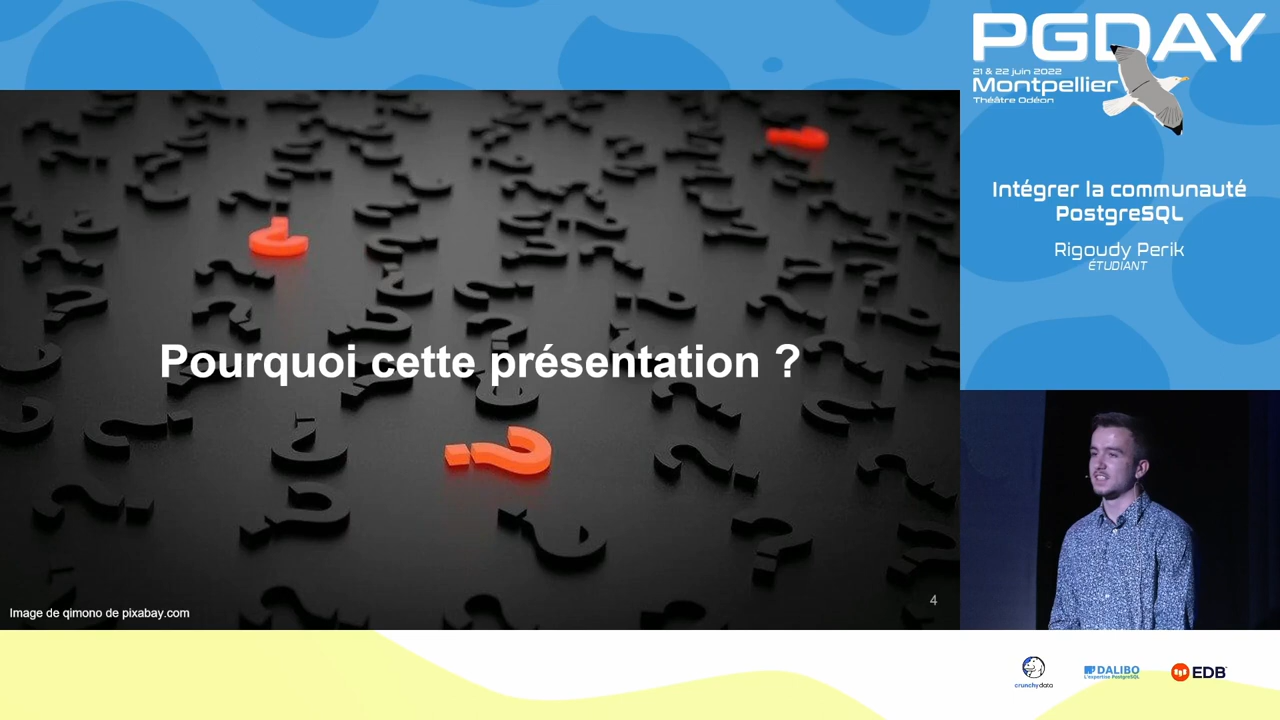 PGDAY
21 & 22 juin 2022
Montpellier
Théâtre Odéon
Intégrer la communauté
PostgreSQL
Rigoudy Perik
ÉTUDIANT
Pourquoi cette présentation ?
Image de qimono de pixabay.com
4
crunchydata
DALIBO
L'expertise PostgreSQL
EDB